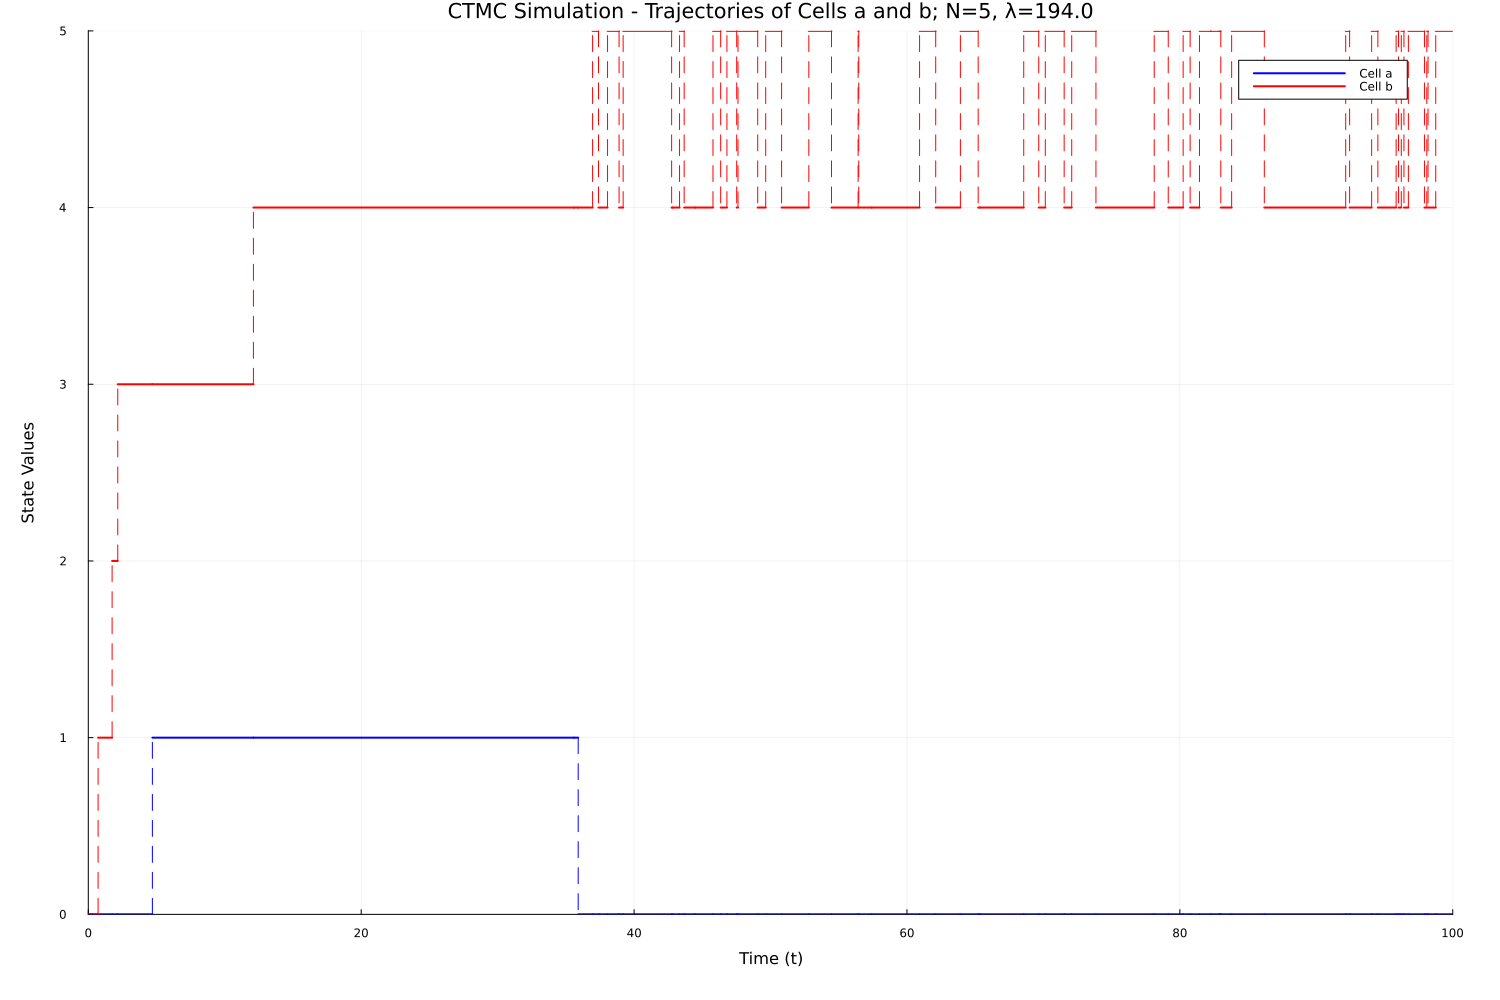 CTMC Simulation - Trajectories of Cells a and b; N=5, λ=194.0
5
Cell a
Cell b
4
3
State Values
2
1
0
0 20 40 60 80 100
Time (t)